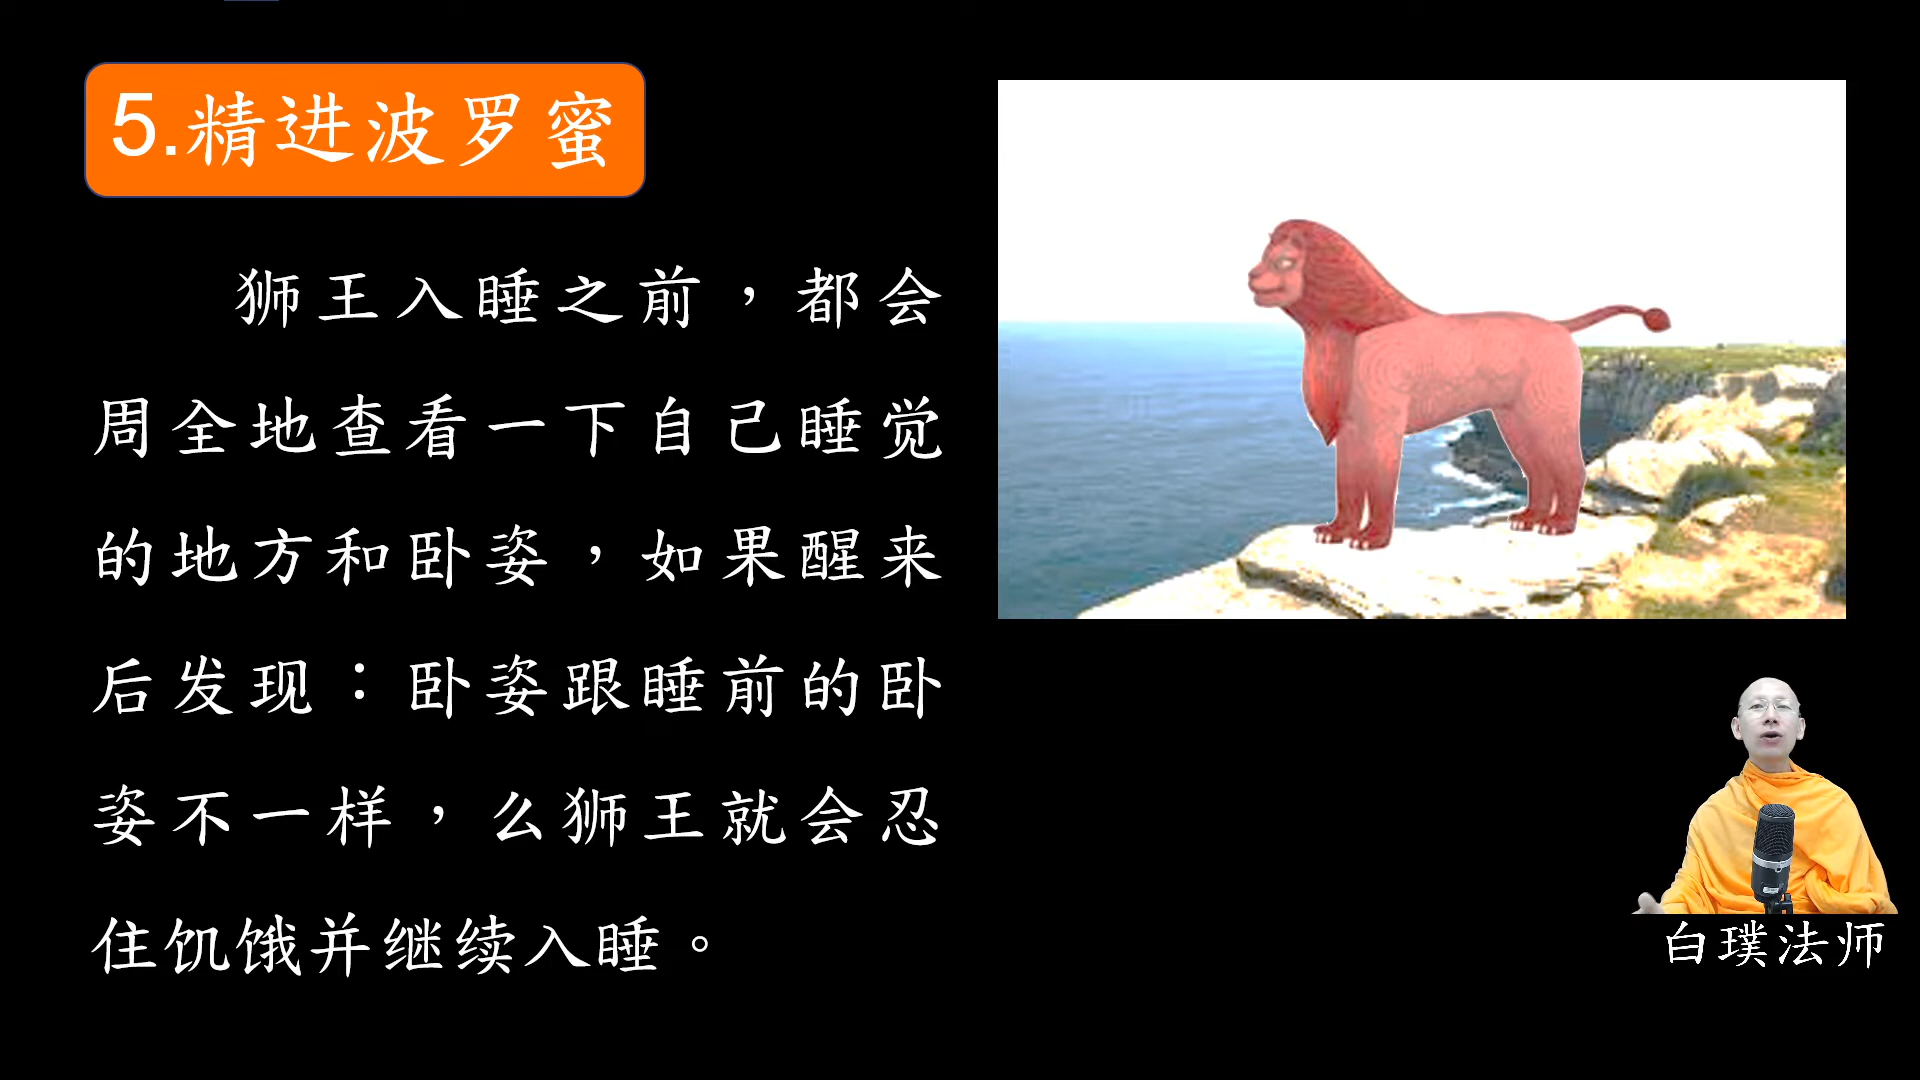 5.精进波罗蜜
狮王入睡之前，都会
周全地查看一下自己睡觉
的地方和卧姿，如果醒来
后发现：卧姿跟睡前的卧
姿不一样，么狮王就会忍
住饥饿并继续入睡。
白璞法师